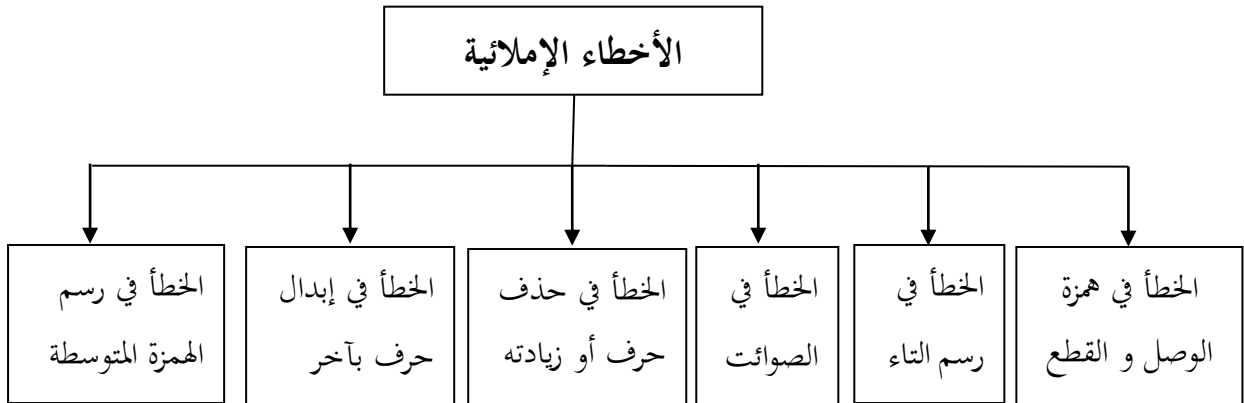 الأخطاء الإملائية
الخطأ في همزة
الوصل و القطع
الخطأ في
رسم التاء
الخطأ في
الصوائت
الخطأ في حذف
حرف أو زيادته
الخطأ في إبدال
حرف بآخر
الخطأ في رسم
الهمزة المتوسطة